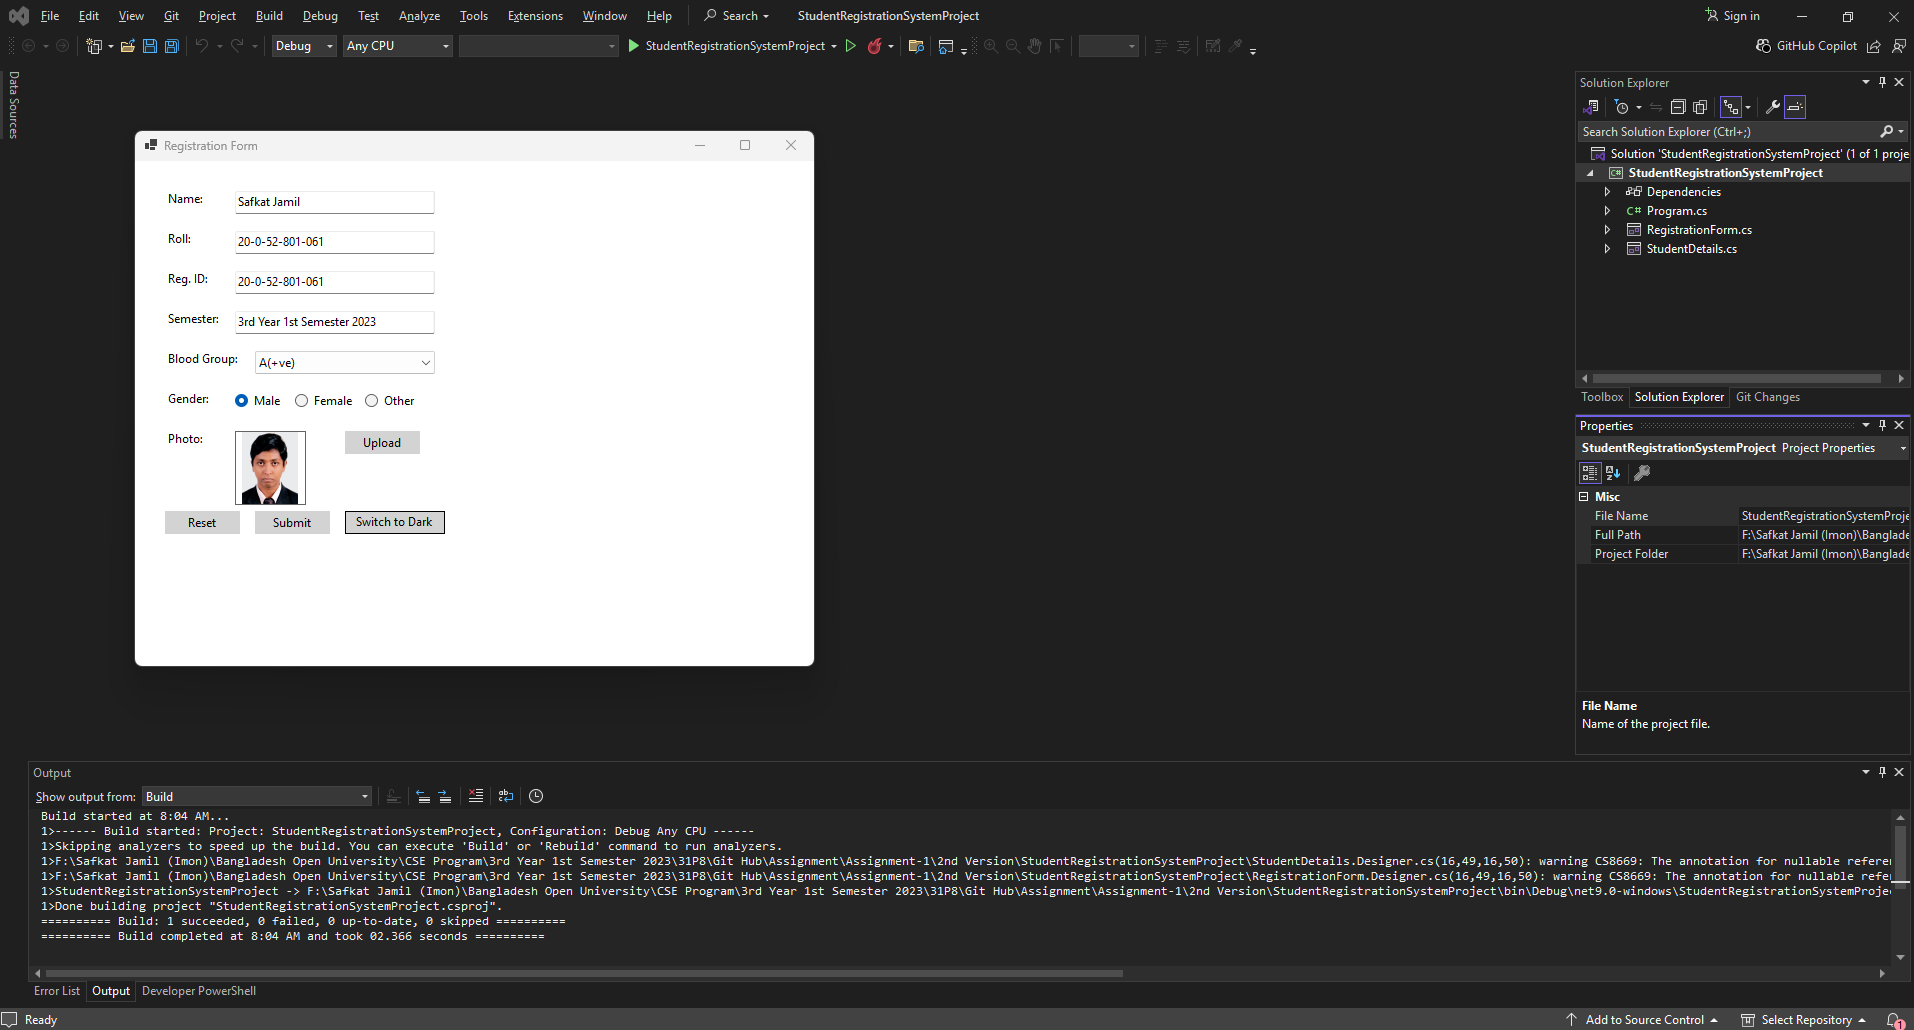 File Edit View Git Project Build Debug Test Analyze Tools Extensions Window Help Search StudentRegistrationSystemProject Sign in
Debug Any CPU StudentRegistrationSystemProject GitHub Copilot
Data Sources
Registration Form
Name: Safkat Jamil
Roll: 20-0-52-801-061
Reg. ID: 20-0-52-801-061
Semester: 3rd Year 1st Semester 2023
Blood Group: A(+ve)
Gender: Male Female Other
Photo: Upload
Reset Submit Switch to Dark
Solution Explorer
Search Solution Explorer (Ctrl+;)
Solution 'StudentRegistrationSystemProject' (1 of 1 proje
C# StudentRegistrationSystemProject
Dependencies
C# Program.cs
RegistrationForm.cs
StudentDetails.cs
Toolbox Solution Explorer Git Changes
Properties
StudentRegistrationSystemProject Project Properties
Misc
File Name StudentRegistrationSystemProje
Full Path F:\Safkat Jamil (Imon)\Banglade
Project Folder F:\Safkat Jamil (Imon)\Banglade
File Name
Name of the project file.
Output
Show output from: Build
Build started at 8:04 AM...
1>------ Build started: Project: StudentRegistrationSystemProject, Configuration: Debug Any CPU ------
1>Skipping analyzers to speed up the build. You can execute 'Build' or 'Rebuild' command to run analyzers.
1>F:\Safkat Jamil (Imon)\Bangladesh Open University\CSE Program\3rd Year 1st Semester 2023\31P8\Git Hub\Assignment\Assignment-1\2nd Version\StudentRegistrationSystemProject\StudentDetails.Designer.cs(16,49,16,50): warning CS8669: The annotation for nullable referen
1>F:\Safkat Jamil (Imon)\Bangladesh Open University\CSE Program\3rd Year 1st Semester 2023\31P8\Git Hub\Assignment\Assignment-1\2nd Version\StudentRegistrationSystemProject\RegistrationForm.Designer.cs(16,49,16,50): warning CS8669: The annotation for nullable refe
1>StudentRegistrationSystemProject -> F:\Safkat Jamil (Imon)\Bangladesh Open University\CSE Program\3rd Year 1st Semester 2023\31P8\Git Hub\Assignment\Assignment-1\2nd Version\StudentRegistrationSystemProject\bin\Debug\net9.0-windows\StudentRegistrationSystemProje
1>Done building project "StudentRegistrationSystemProject.csproj".
========== Build: 1 succeeded, 0 failed, 0 up-to-date, 0 skipped ==========
========== Build completed at 8:04 AM and took 02.366 seconds ==========
Error List Output Developer PowerShell
Ready Add to Source Control Select Repository 1